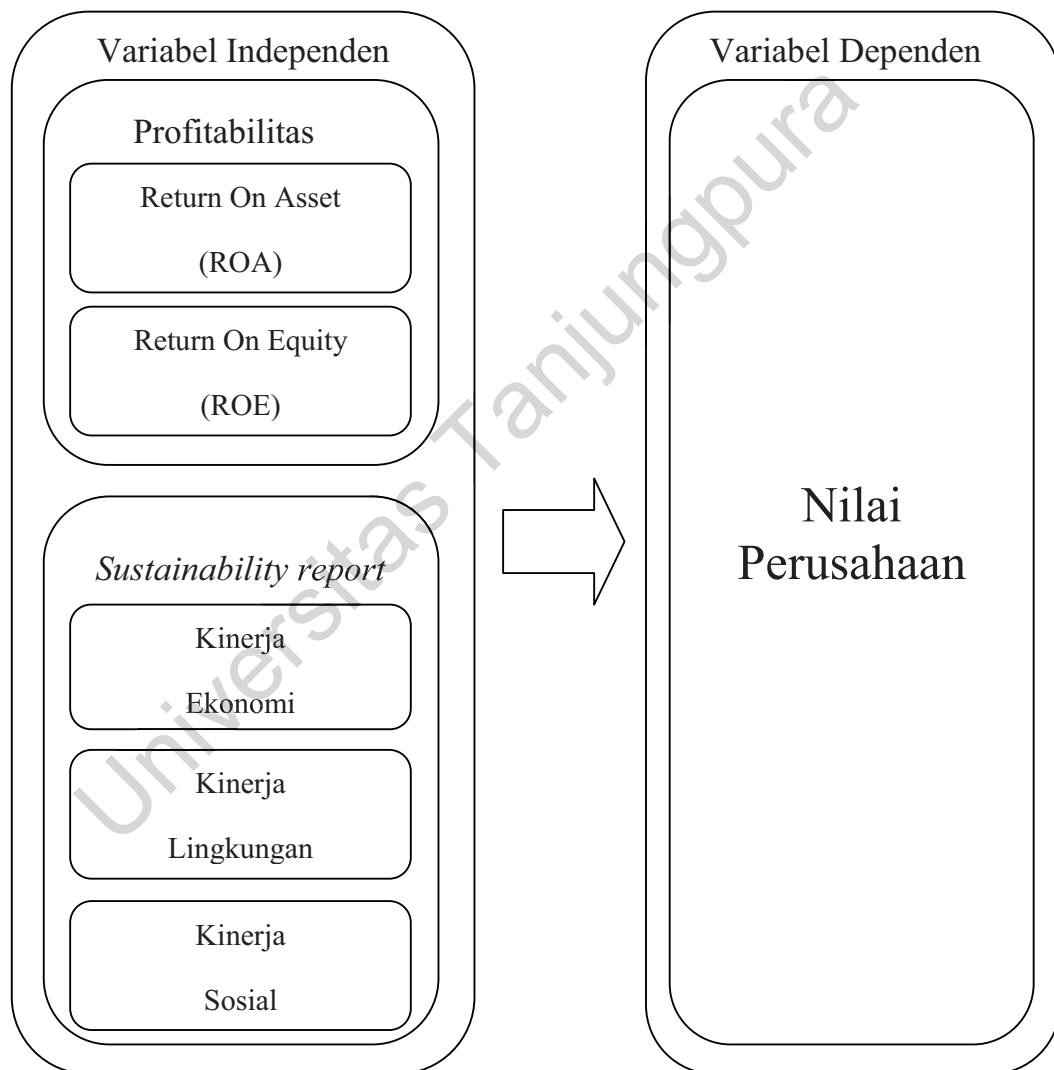 Variabel Independen
Profitabilitas
Return On Asset
(ROA)
Return On Equity
(ROE)
Sustainability report
Kinerja
Ekonomi
Kinerja
Lingkungan
Kinerja
Sosial
Variabel Dependen
Nilai
Perusahaan
Universitas Tanjungpura